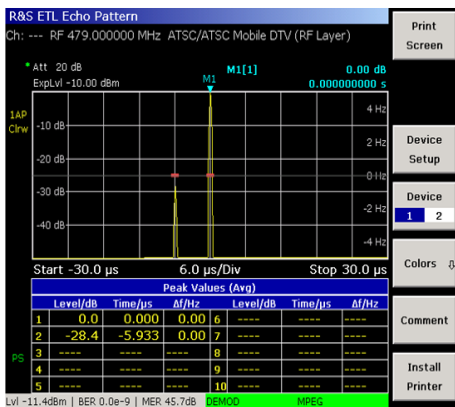 R&S ETL Echo Pattern
Ch: --- RF 479.000000 MHz ATSC/ATSC Mobile DTV (RF Layer)
* Att 20 dB
ExpLvl -10.00 dBm
M1
M1[1] 0.00 dB
0.000000000 s
1AP
Clrw
-10 dB
-20 dB
-30 dB
-40 dB
4 Hz
2 Hz
0 Hz
-2 Hz
-4 Hz
Start -30.0 µs 6.0 µs/Div Stop 30.0 µs
Peak Values (Avg)
Level/dB Time/µs Δf/Hz Level/dB Time/µs Δf/Hz
1 0.0 0.000 0.00 6 ---- ---- ----
2 -28.4 -5.933 0.00 7 ---- ---- ----
3 ---- ---- ---- 8 ---- ---- ----
4 ---- ---- ---- 9 ---- ---- ----
5 ---- ---- ---- 10 ---- ---- ----
PS
Lvl -11.4dBm | BER 0.0e-9 | MER 45.7dB DEMOD MPEG
Print
Screen
Device
Setup
Device
1 2
Colors ⇩
Comment
Install
Printer